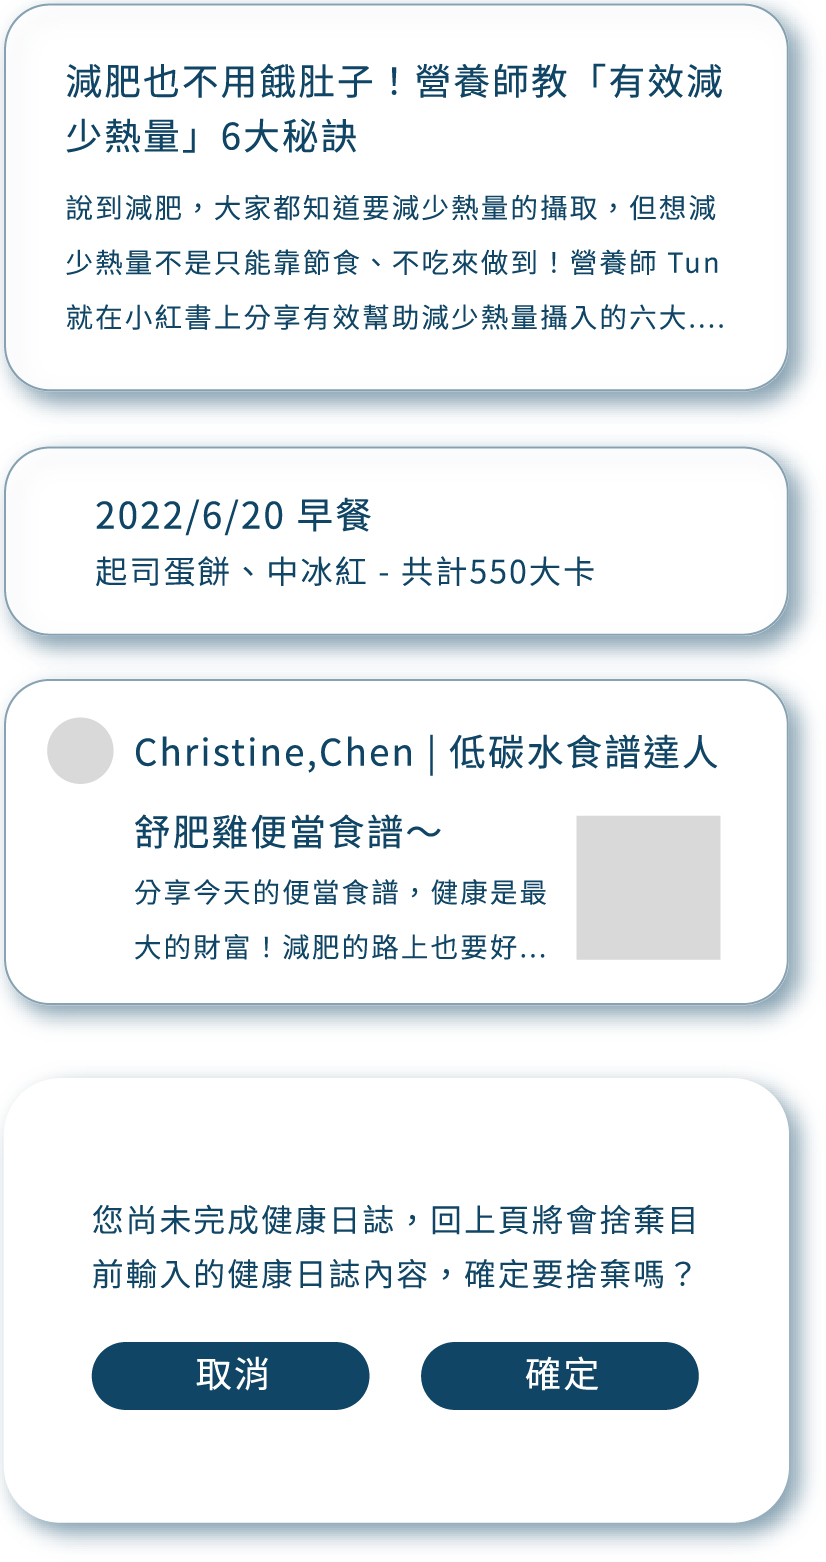 減肥也不用餓肚子！營養師教「有效減
少熱量」6大秘訣
說到減肥，大家都知道要減少熱量的攝取，但想減
少熱量不是只能靠節食、不吃來做到！營養師 Tun
就在小紅書上分享有效幫助減少熱量攝入的六大....
2022/6/20 早餐
起司蛋餅、中冰紅 - 共計550大卡
Christine,Chen | 低碳水食譜達人
舒肥雞便當食譜～
分享今天的便當食譜，健康是最
大的財富！減肥的路上也要好...
您尚未完成健康日誌，回上頁將會捨棄目
前輸入的健康日誌內容，確定要捨棄嗎？
取消
確定